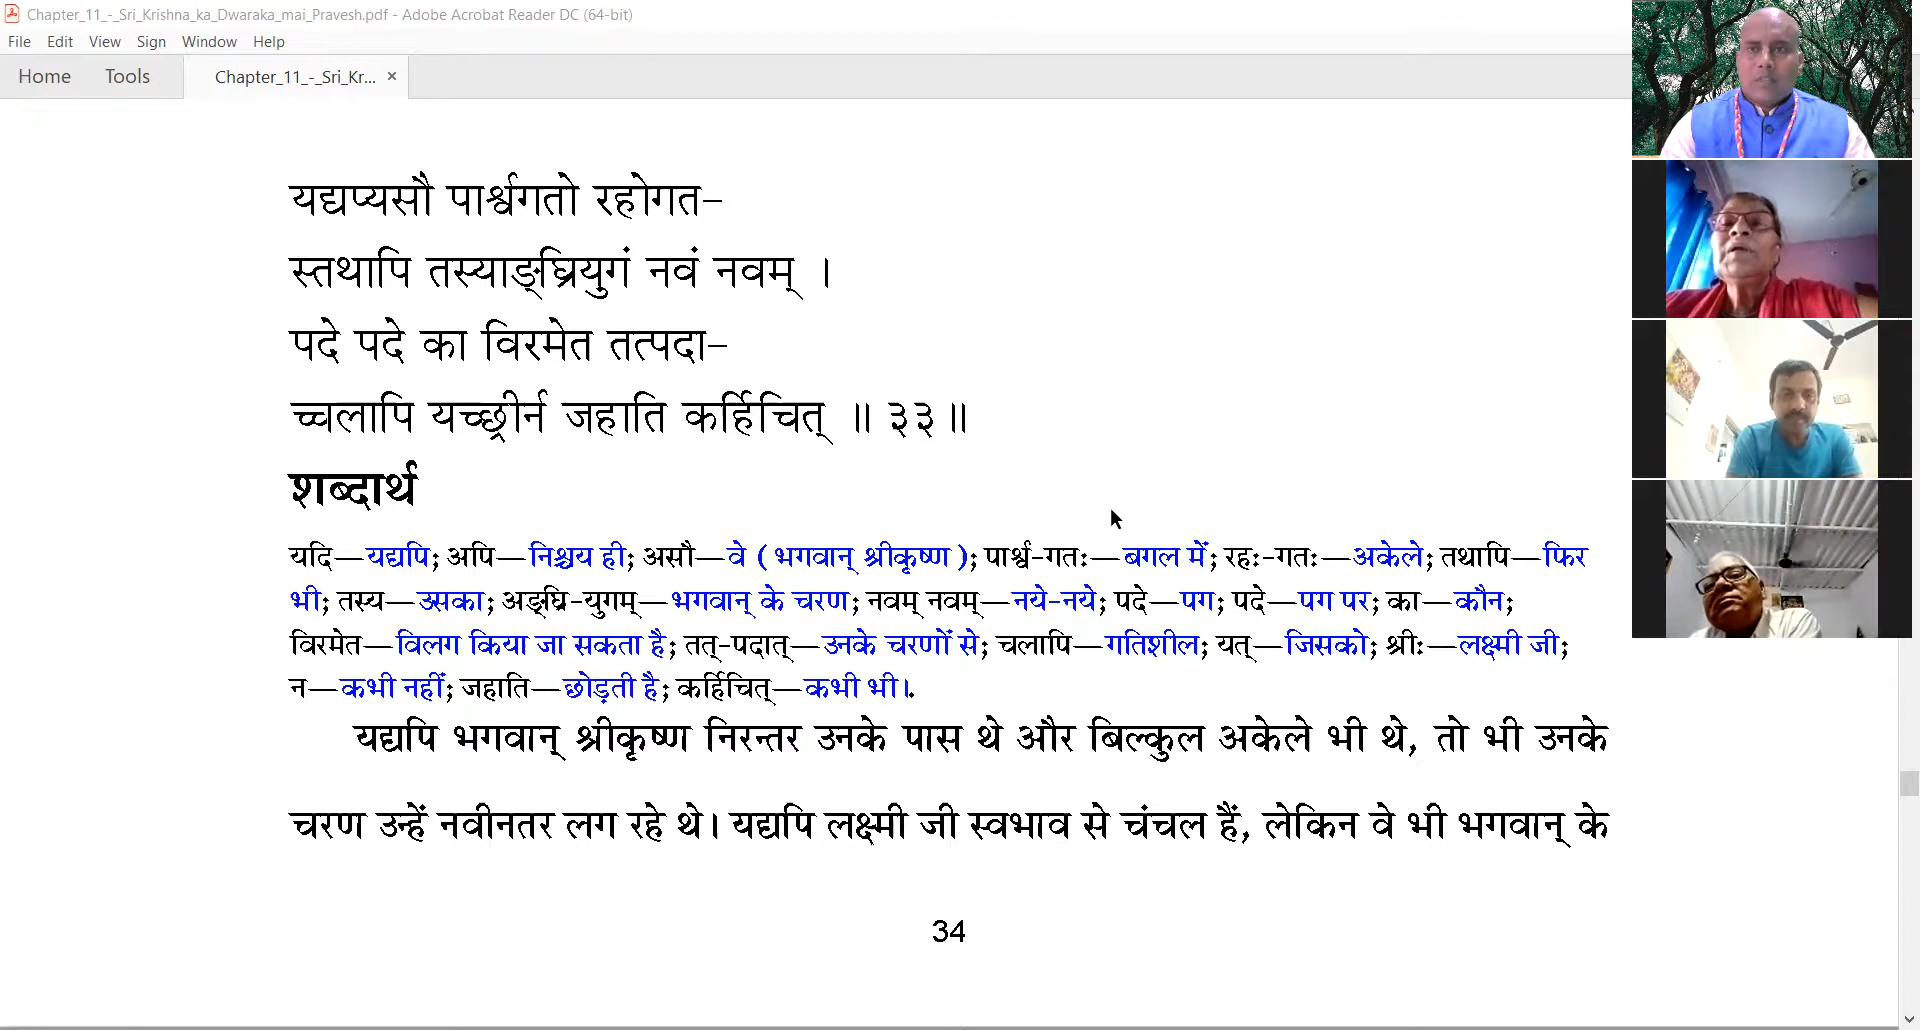 Chapter_11_-_Sri_Krishna_ka_Dwaraka_mai_Pravesh.pdf - Adobe Acrobat Reader DC (64-bit)
File Edit View Sign Window Help
Home Tools Chapter_11_-_Sri_Kr... ×
यद्यप्यसौ पार्श्वगतो रहोगत–
स्तथापि तस्याङ्घ्रियुगं नवं नवम् ।
पदे पदे का विरमेत तत्पदा–
च्चलापि यच्छ्रीर्न जहाति कर्हिचित् ॥ ३३॥
शब्दार्थ
यदि—यद्यपि; अपि—निश्चय ही; असौ—वे ( भगवान् श्रीकृष्ण ); पार्श्व-गतः—बगल में; रहः-गतः—अकेले; तथापि—फिर
भी; तस्य—उसका; अङ्घ्रि-युगम्—भगवान् के चरण; नवम् नवम्—नये-नये; पदे—पग; पदे—पग पर; का—कौन;
विरमेत—विलग किया जा सकता है; तत्-पदात्—उनके चरणों से; चलापि—गतिशील; यत्—जिसको; श्रीः—लक्ष्मी जी;
न—कभी नहीं; जहाति—छोड़ती है; कर्हिचित्—कभी भी।.
यद्यपि भगवान् श्रीकृष्ण निरन्तर उनके पास थे और बिल्कुल अकेले भी थे, तो भी उनके
चरण उन्हें नवीनतर लग रहे थे। यद्यपि लक्ष्मी जी स्वभाव से चंचल हैं, लेकिन वे भी भगवान् के
34